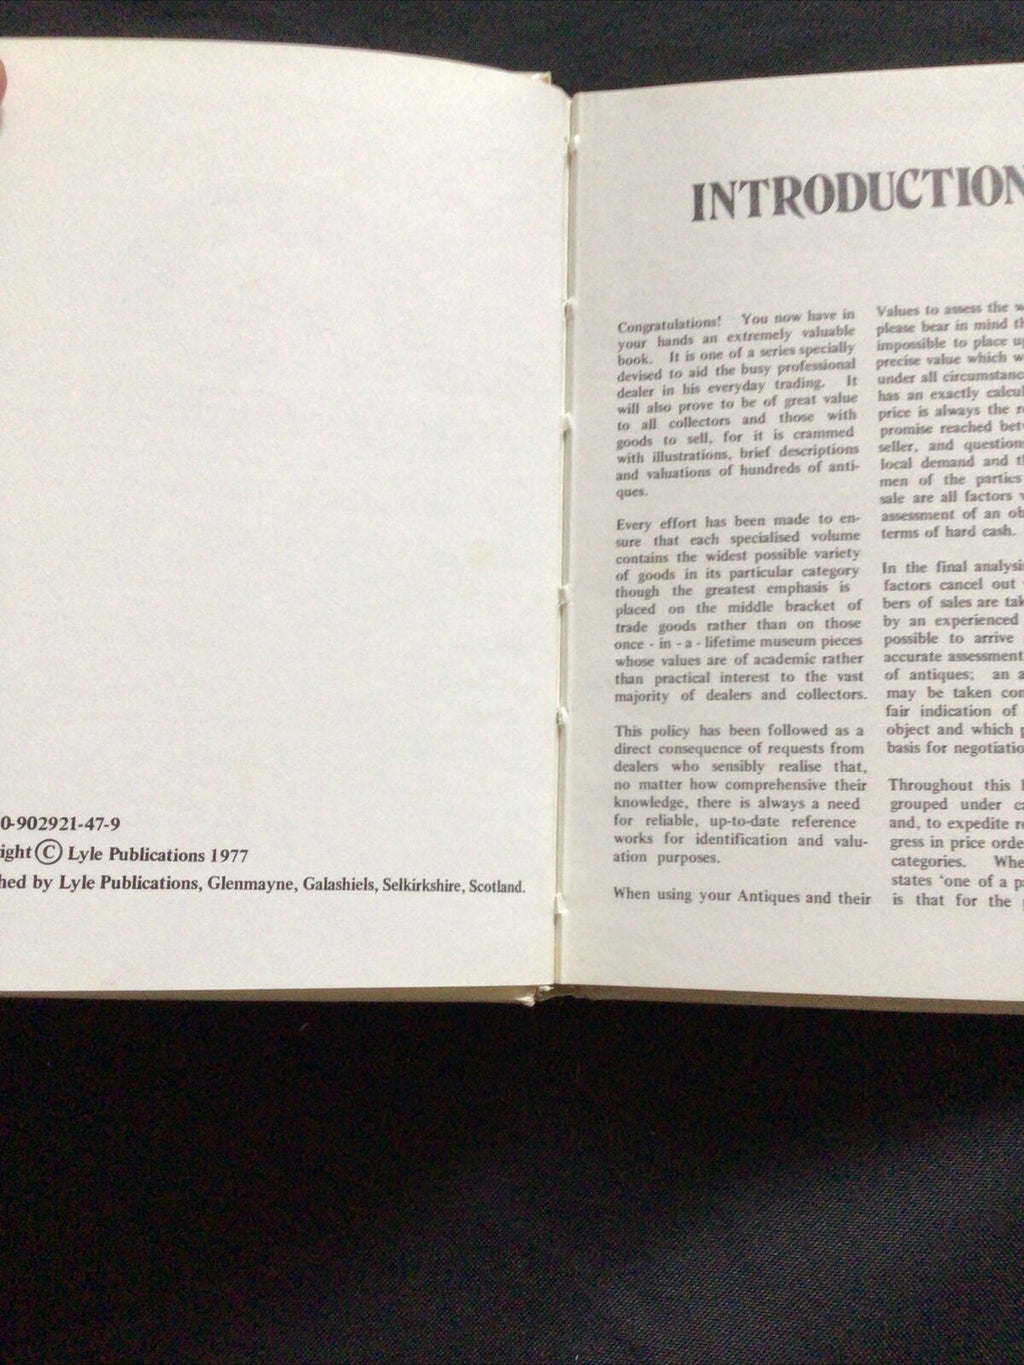 0-902921-47-9
ight © Lyle Publications 1977
hed by Lyle Publications, Glenmayne, Galashiels, Selkirkshire, Scotland.
INTRODUCTION
Congratulations! You now have in
your hands an extremely valuable
book. It is one of a series specially
devised to aid the busy professional
dealer in his everyday trading. It
will also prove to be of great value
to all collectors and those with
goods to sell, for it is crammed
with illustrations, brief descriptions
and valuations of hundreds of anti-
ques.
Every effort has been made to en-
sure that each specialised volume
contains the widest possible variety
of goods in its particular category
though the greatest emphasis is
placed on the middle bracket of
trade goods rather than on those
once - in - a - lifetime museum pieces
whose values are of academic rather
than practical interest to the vast
majority of dealers and collectors.
This policy has been followed as a
direct consequence of requests from
dealers who sensibly realise that,
no matter how comprehensive their
knowledge, there is always a need
for reliable, up-to-date reference
works for identification and valu-
ation purposes.
When using your Antiques and their
Values to assess the w
please bear in mind th
impossible to place up
precise value which w
under all circumstanc
has an exactly calcul
price is always the re
promise reached bet
seller, and question
local demand and th
men of the parties
sale are all factors v
assessment of an ob
terms of hard cash.
In the final analysis
factors cancel out
bers of sales are tak
by an experienced
possible to arrive
accurate assessment
of antiques; an a
may be taken con
fair indication of
object and which p
basis for negotiatio
Throughout this b
grouped under ca
and, to expedite re
gress in price orde
categories. Whe
states 'one of a pa
is that for the p